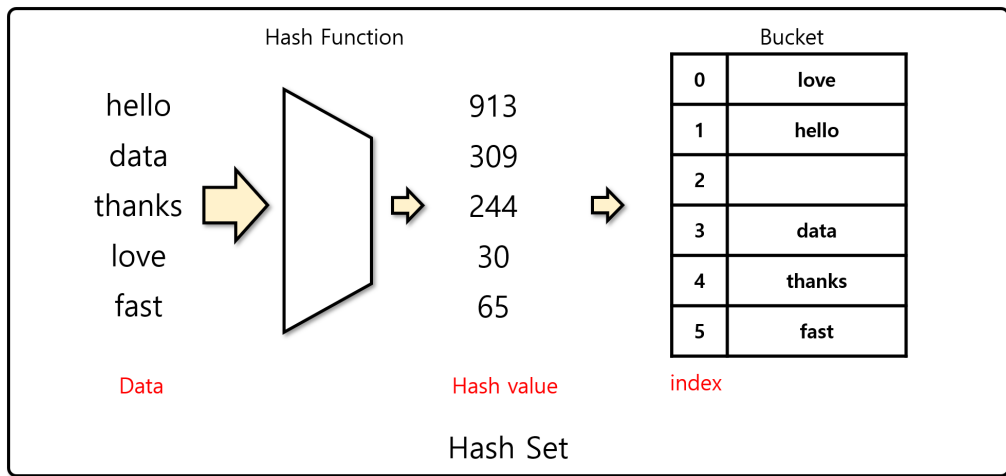 Hash Function
Bucket
hello
data
thanks
love
fast
913
309
244
30
65
0 love
1 hello
2
3 data
4 thanks
5 fast
Data
Hash value
index
Hash Set